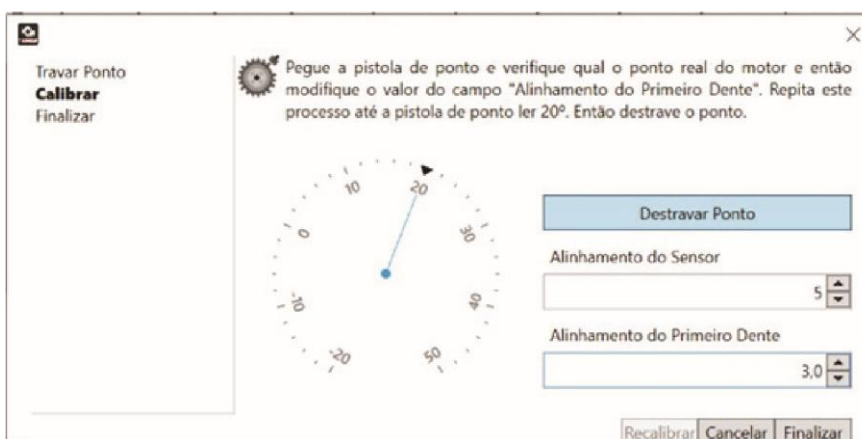 Travar Ponto
Calibrar
Finalizar
Pegue a pistola de ponto e verifique qual o ponto real do motor e então
modifique o valor do campo "Alinhamento do Primeiro Dente". Repita este
processo até a pistola de ponto ler 20º. Então destrave o ponto.
-20
-10
0
10
20
30
40
50
Destravar Ponto
Alinhamento do Sensor
5
Alinhamento do Primeiro Dente
3,0
Recalibrar Cancelar Finalizar